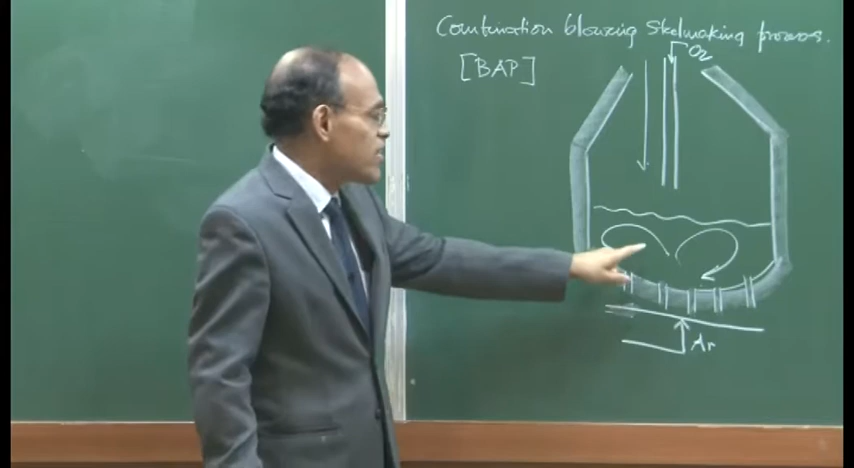 Combination blowing steelmaking process.
[BAP]
O₂
Ar